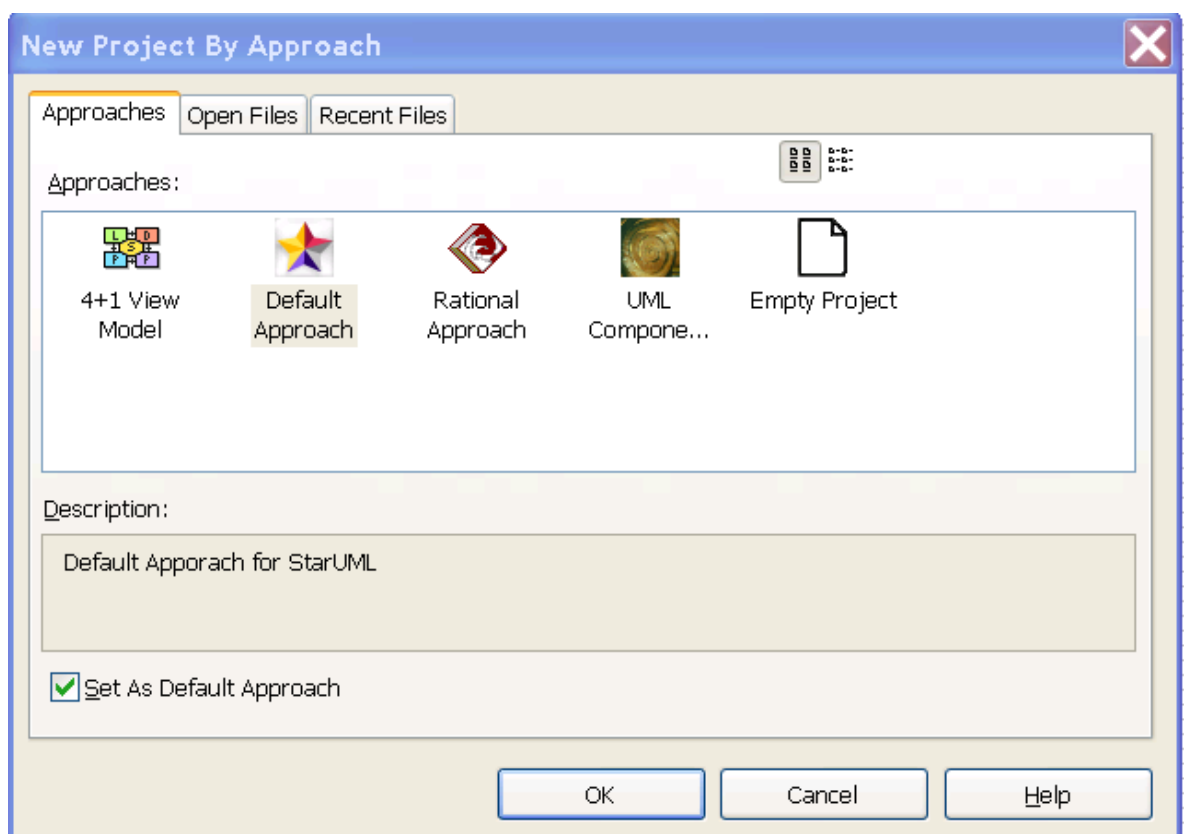 New Project By Approach
Approaches
Open Files
Recent Files
Approaches:
L D
S
P P
4+1 View
Model
Default
Approach
Rational
Approach
UML
Compone...
Empty Project
Description:
Default Apporach for StarUML
Set As Default Approach
OK
Cancel
Help